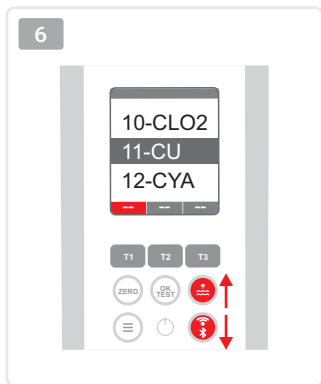 6
10-CLO2
11-CU
12-CYA
-- -- --
T1 T2 T3
ZERO OK TEST